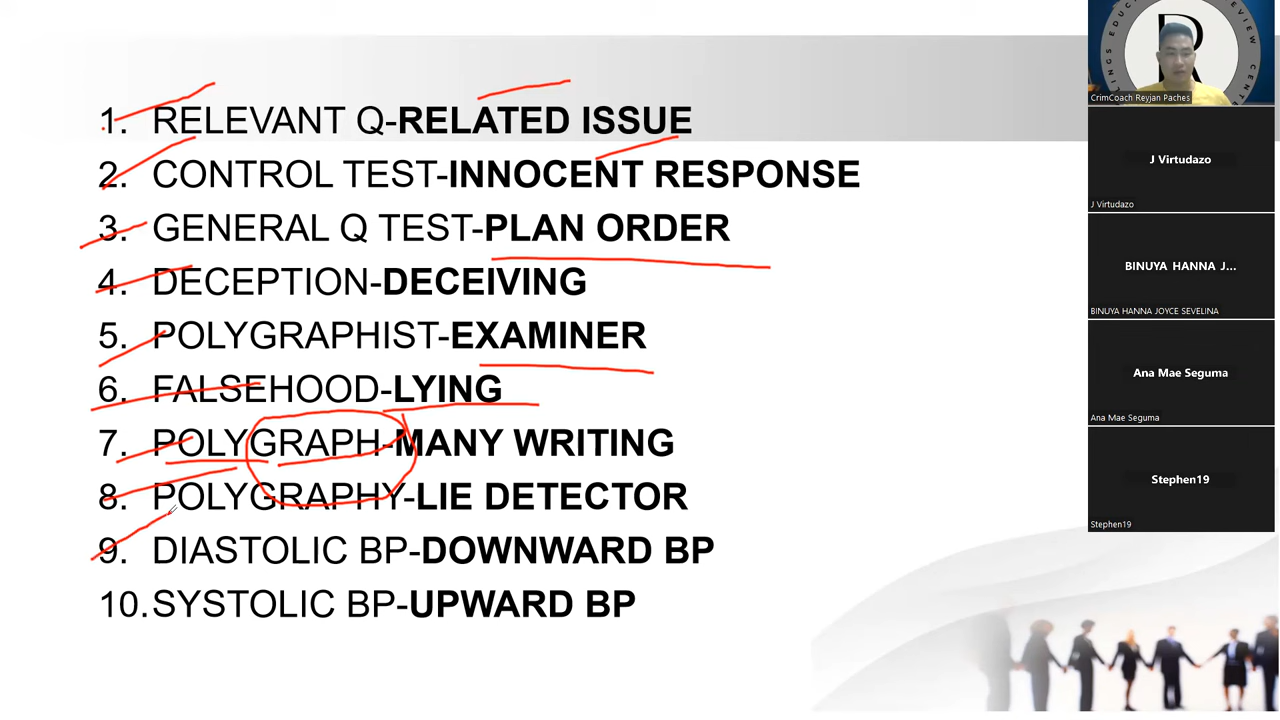 1. RELEVANT Q-RELATED ISSUE
2. CONTROL TEST-INNOCENT RESPONSE
3. GENERAL Q TEST-PLAN ORDER
4. DECEPTION-DECEIVING
5. POLYGRAPHIST-EXAMINER
6. FALSEHOOD-LYING
7. POLYGRAPH-MANY WRITING
8. POLYGRAPHY-LIE DETECTOR
9. DIASTOLIC BP-DOWNWARD BP
10. SYSTOLIC BP-UPWARD BP
R
CrimCoach Reyjan Paches
J Virtudazo
J Virtudazo
BINUYA HANNA J...
BINUYA HANNA JOYCE SEVELINA
Ana Mae Seguma
Ana Mae Seguma
Stephen19
Stephen19